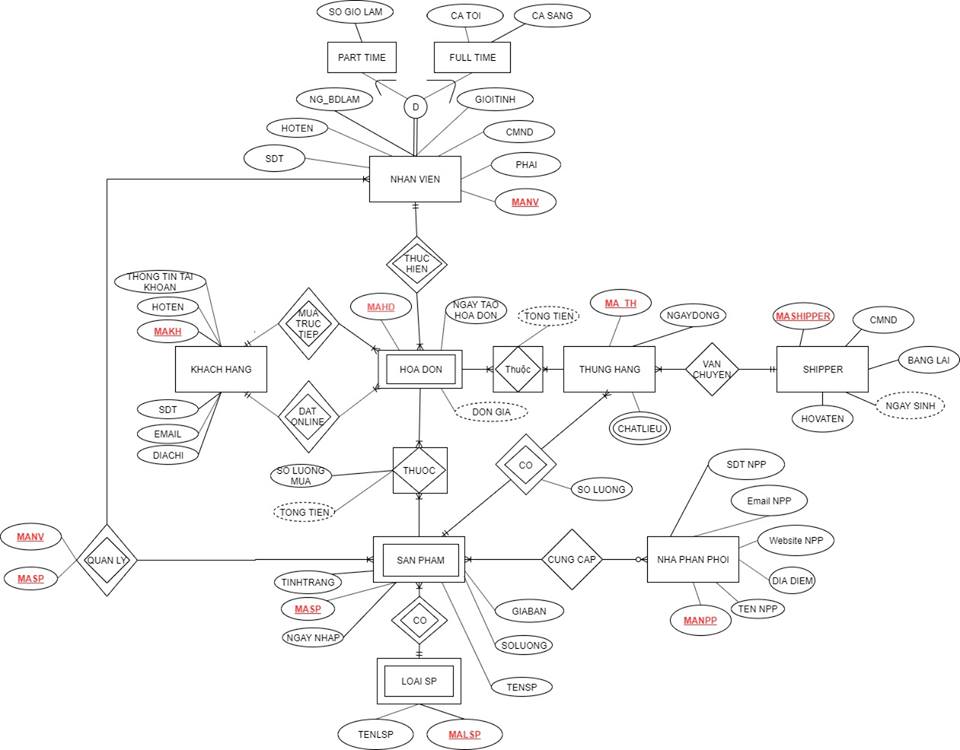 SO GIO LAM
CA TOI
CA SANG
PART TIME
FULL TIME
NG_BDLAM
D
GIOITINH
HOTEN
CMND
SDT
PHAI
NHAN VIEN
MANV
THUC
HIEN
THONG TIN TAI
KHOAN
HOTEN
MAKH
MUA
TRUC
TIEP
MAHD
NGAY TAO
HOA DON
TONG TIEN
MA_TH
NGAYDONG
MASHIPPER
CMND
BANG LAI
KHACH HANG
HOA DON
Thuộc
THUNG HANG
VAN
CHUYEN
SHIPPER
SDT
EMAIL
DIACHI
DAT
ONLINE
DON GIA
CHATLIEU
HOVATEN
NGAY SINH
SO LUONG
MUA
THUOC
TONG TIEN
CO
SO LUONG
SDT NPP
Email NPP
Website NPP
MANV
MASP
QUAN LY
SAN PHAM
CUNG CAP
NHA PHAN PHOI
DIA DIEM
TINHTRANG
MASP
NGAY NHAP
GIABAN
SOLUONG
TENSP
MANPP
TEN NPP
CO
LOAI SP
TENLSP
MALSP